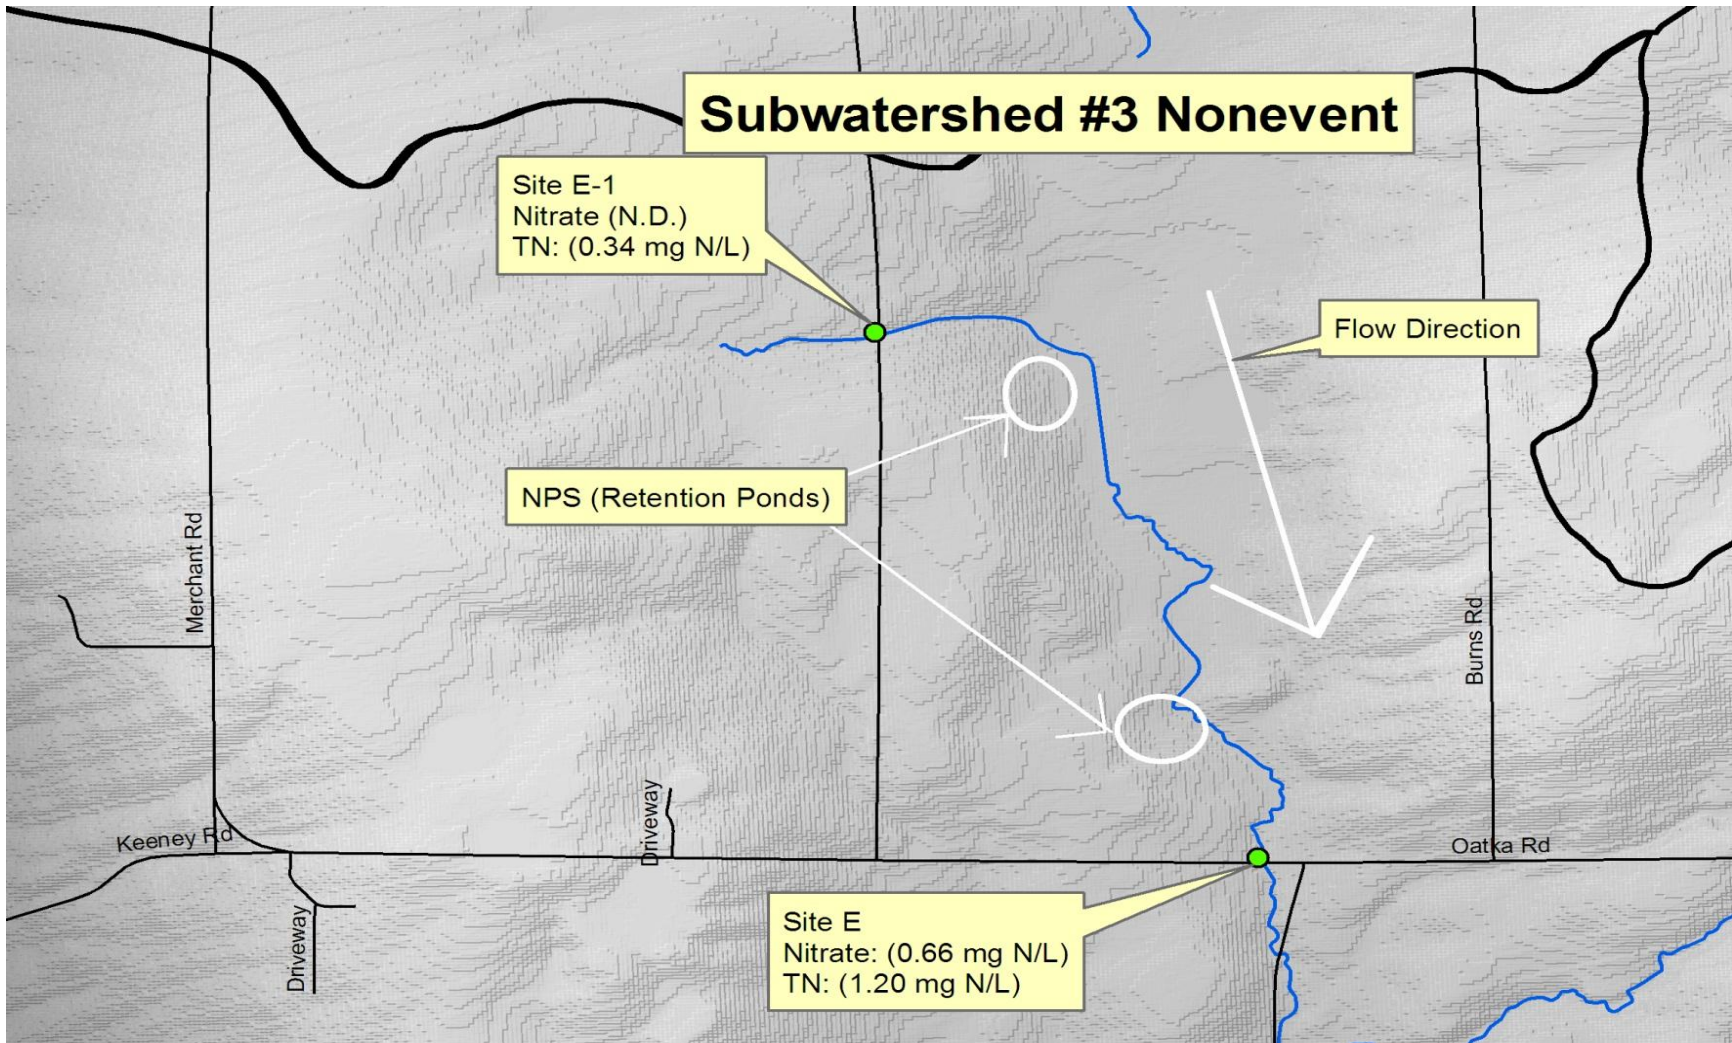 Subwatershed #3 Nonevent
Site E-1
Nitrate (N.D.)
TN: (0.34 mg N/L)
Flow Direction
NPS (Retention Ponds)
Merchant Rd
Burns Rd
Keeney Rd
Driveway
Oatka Rd
Driveway
Site E
Nitrate: (0.66 mg N/L)
TN: (1.20 mg N/L)